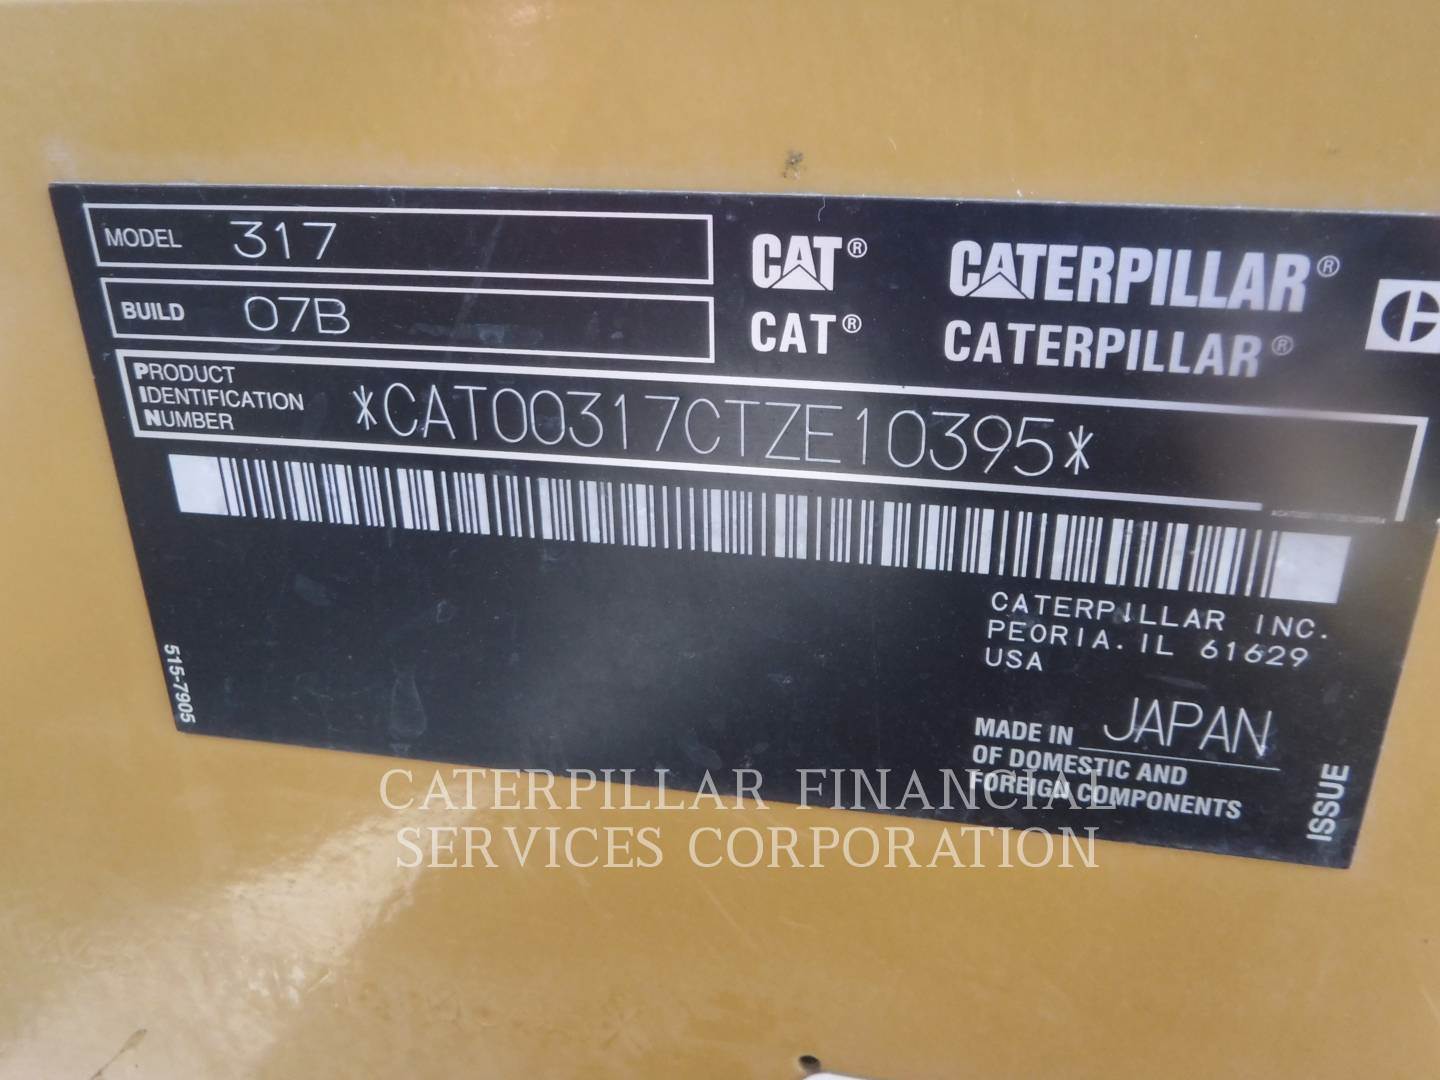 MODEL 317
BUILD 07B
PRODUCT
IDENTIFICATION
NUMBER
*CAT00317CTZE10395*
CAT® CATERPILLAR®
CAT® CATERPILLAR®
CATERPILLAR INC.
PEORIA. IL 61629
USA
MADE IN JAPAN
OF DOMESTIC AND
FOREIGN COMPONENTS
515-7905
ISSUE
CATERPILLAR FINANCIAL
SERVICES CORPORATION